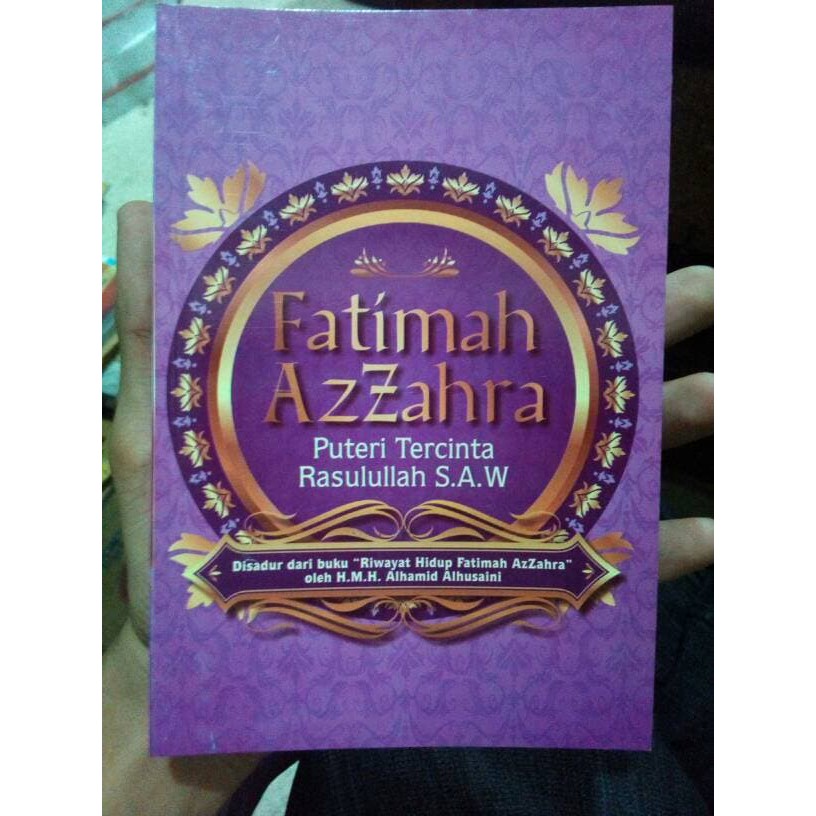 Fatimah
AzZahra
Puteri Tercinta
Rasulullah S.A.W
Disadur dari buku "Riwayat Hidup Fatimah AzZahra"
oleh H.M.H. Alhamid Alhusaini